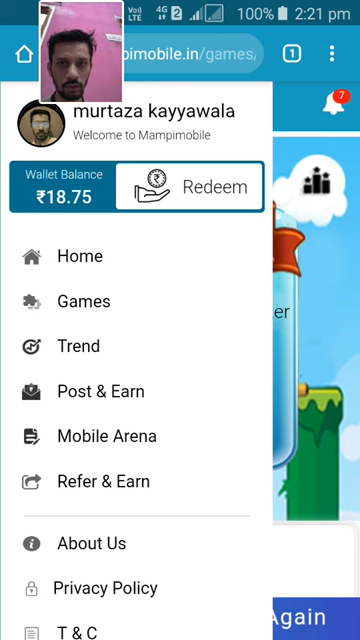 Vo))
LTE
4G
2
100%
2:21 pm
pimobile.in/games/
1
murtaza kayyawala
Welcome to Mampimobile
7
Wallet Balance
₹18.75
Redeem
Home
er
Games
Trend
Post & Earn
Mobile Arena
Refer & Earn
About Us
Privacy Policy
Again
T & C